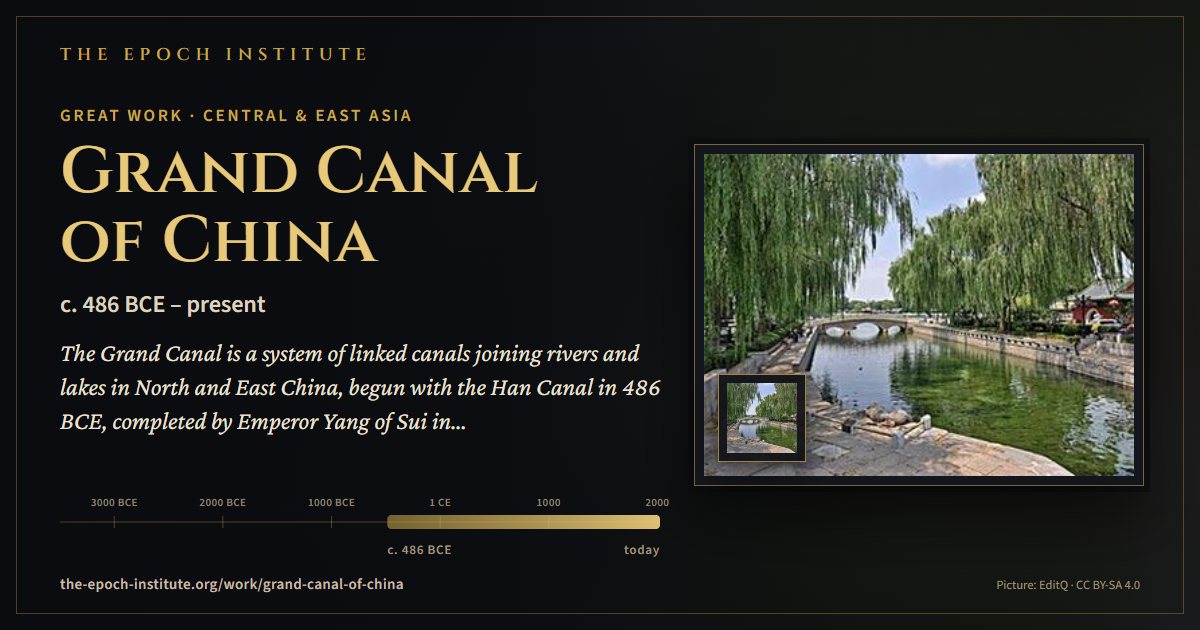 THE EPOCH INSTITUTE
GREAT WORK · CENTRAL & EAST ASIA
GRAND CANAL
OF CHINA
c. 486 BCE – present
The Grand Canal is a system of linked canals joining rivers and
lakes in North and East China, begun with the Han Canal in 486
BCE, completed by Emperor Yang of Sui in...
3000 BCE 2000 BCE 1000 BCE 1 CE 1000 2000
c. 486 BCE today
the-epoch-institute.org/work/grand-canal-of-china
Picture: EditQ · CC BY-SA 4.0